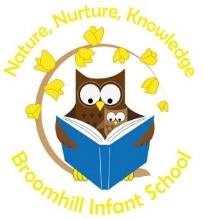 Nature, Nurture, Knowledge
Broomhill Infant School